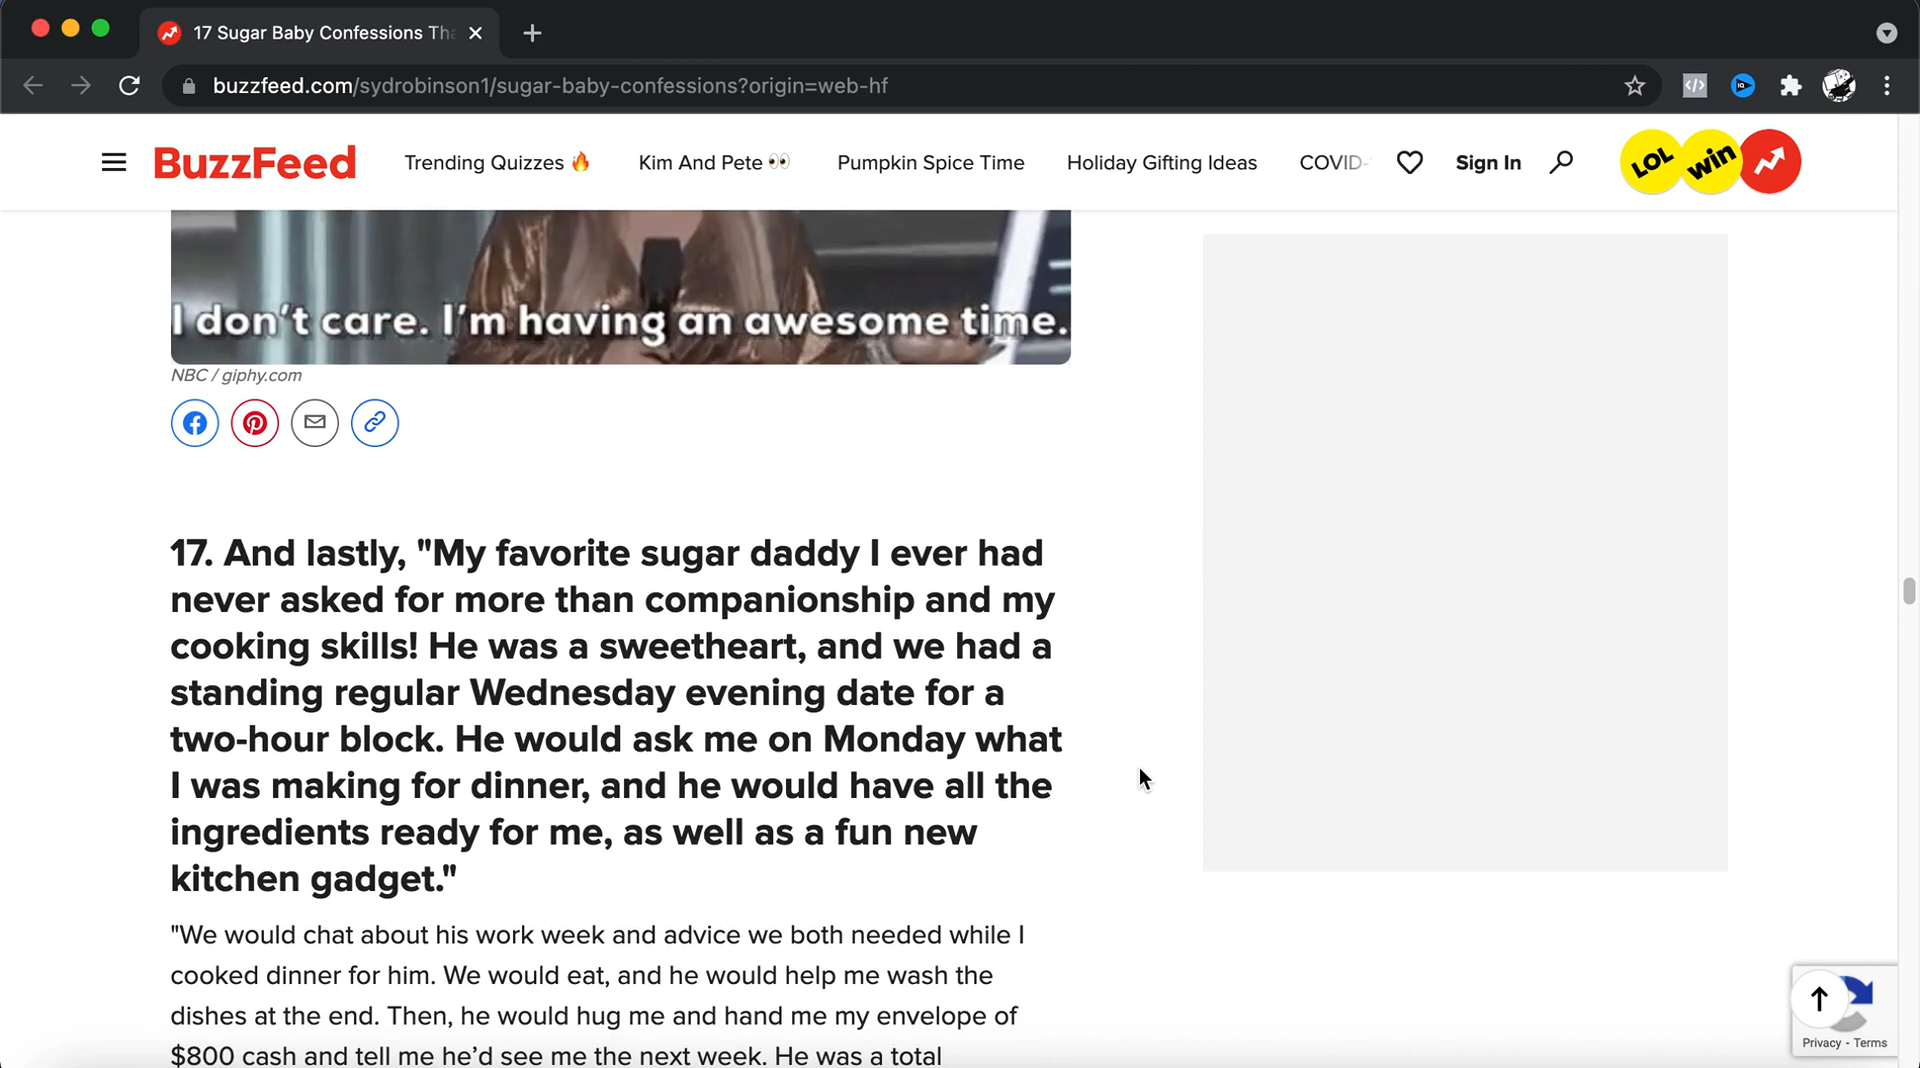 17 Sugar Baby Confessions Tha
buzzfeed.com/sydrobinson1/sugar-baby-confessions?origin=web-hf
BuzzFeed
Trending Quizzes 🔥
Kim And Pete 👀
Pumpkin Spice Time
Holiday Gifting Ideas
COVID-
Sign In
LOL
win
I don't care. I'm having an awesome time.
NBC / giphy.com
17. And lastly, "My favorite sugar daddy I ever had
never asked for more than companionship and my
cooking skills! He was a sweetheart, and we had a
standing regular Wednesday evening date for a
two-hour block. He would ask me on Monday what
I was making for dinner, and he would have all the
ingredients ready for me, as well as a fun new
kitchen gadget."
"We would chat about his work week and advice we both needed while I
cooked dinner for him. We would eat, and he would help me wash the
dishes at the end. Then, he would hug me and hand me my envelope of
$800 cash and tell me he'd see me the next week. He was a total
Privacy - Terms